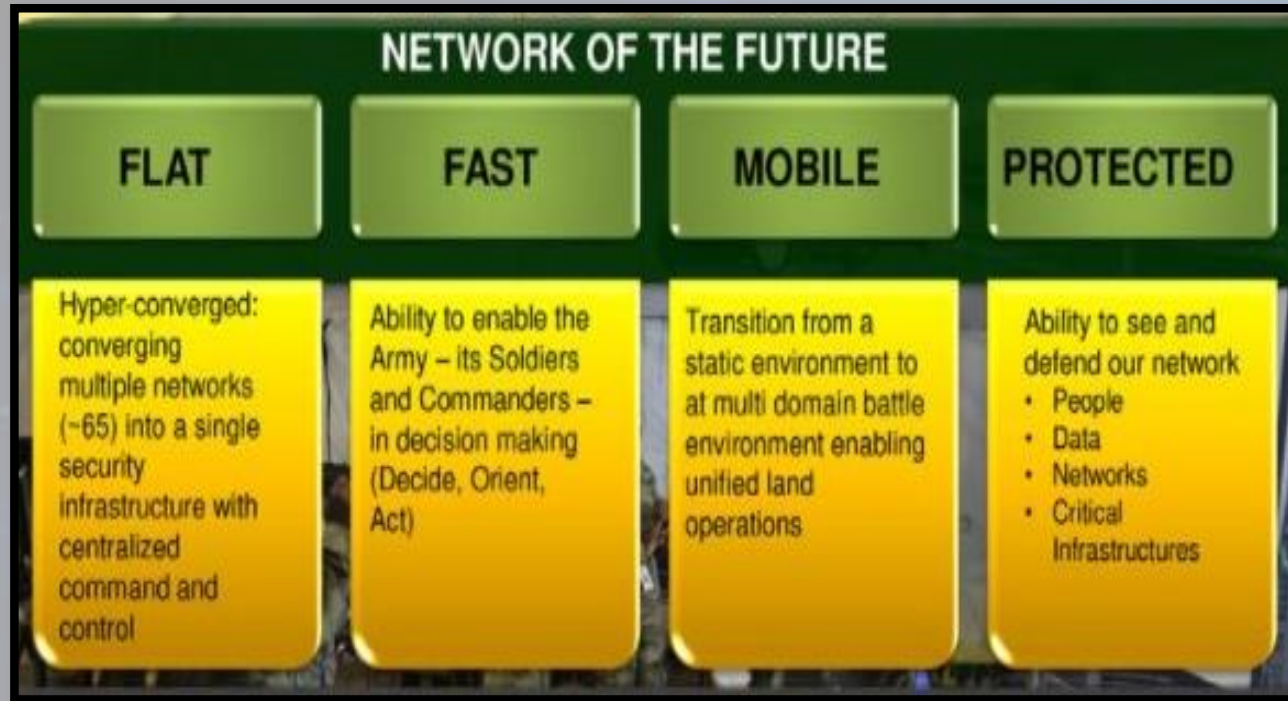 NETWORK OF THE FUTURE
FLAT
Hyper-converged:
converging
multiple networks
(~65) into a single
security
infrastructure with
centralized
command and
control
FAST
Ability to enable the
Army – its Soldiers
and Commanders –
in decision making
(Decide, Orient,
Act)
MOBILE
Transition from a
static environment to
at multi domain battle
environment enabling
unified land
operations
PROTECTED
Ability to see and
defend our network
• People
• Data
• Networks
• Critical
Infrastructures